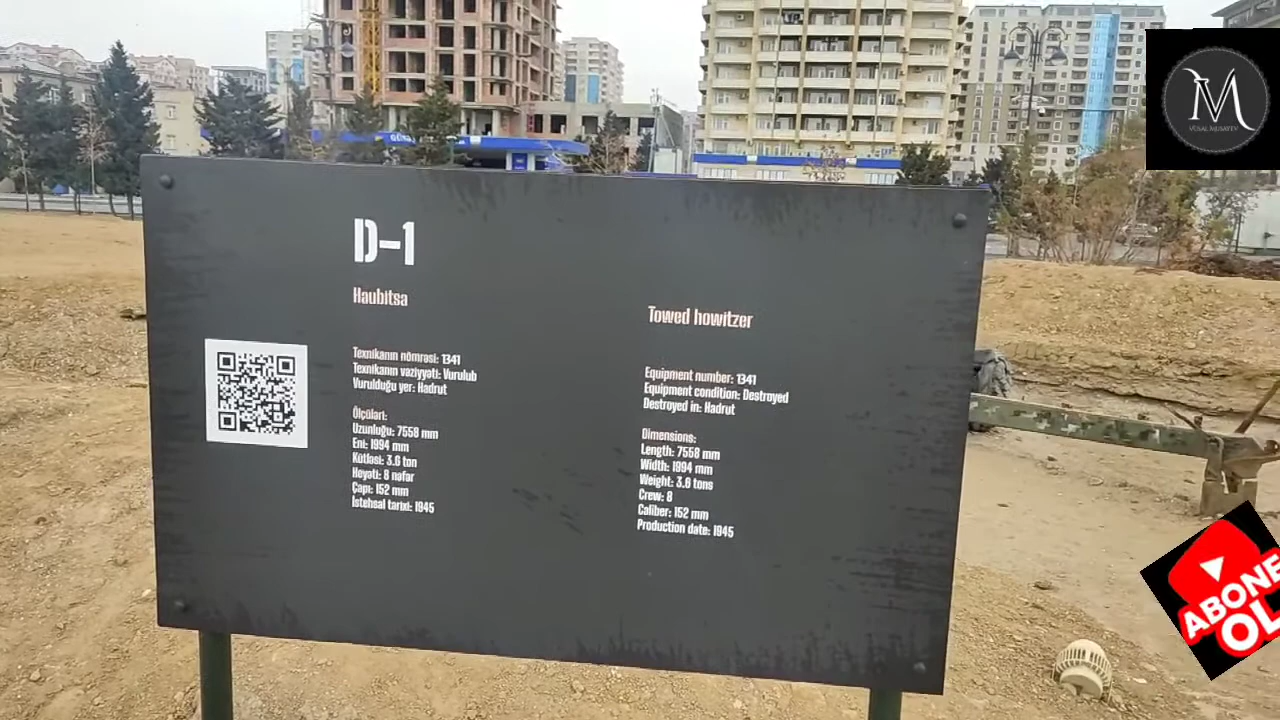 D-1
Haubitsa
Texnikanın nömrəsi: 1341
Texnikanın vəziyyəti: Vurulub
Vurulduğu yer: Hadrut
Ölçüləri:
Uzunluğu: 7558 mm
Eni: 1994 mm
Kütləsi: 3.6 ton
Heyəti: 8 nəfər
Çapı: 152 mm
İstehsal tarixi: 1945
Towed howitzer
Equipment number: 1341
Equipment condition: Destroyed
Destroyed in: Hadrut
Dimensions:
Length: 7558 mm
Width: 1994 mm
Weight: 3.6 tons
Crew: 8
Caliber: 152 mm
Production date: 1945
VM
VUSAL MUSAYEV
ABONE
OL